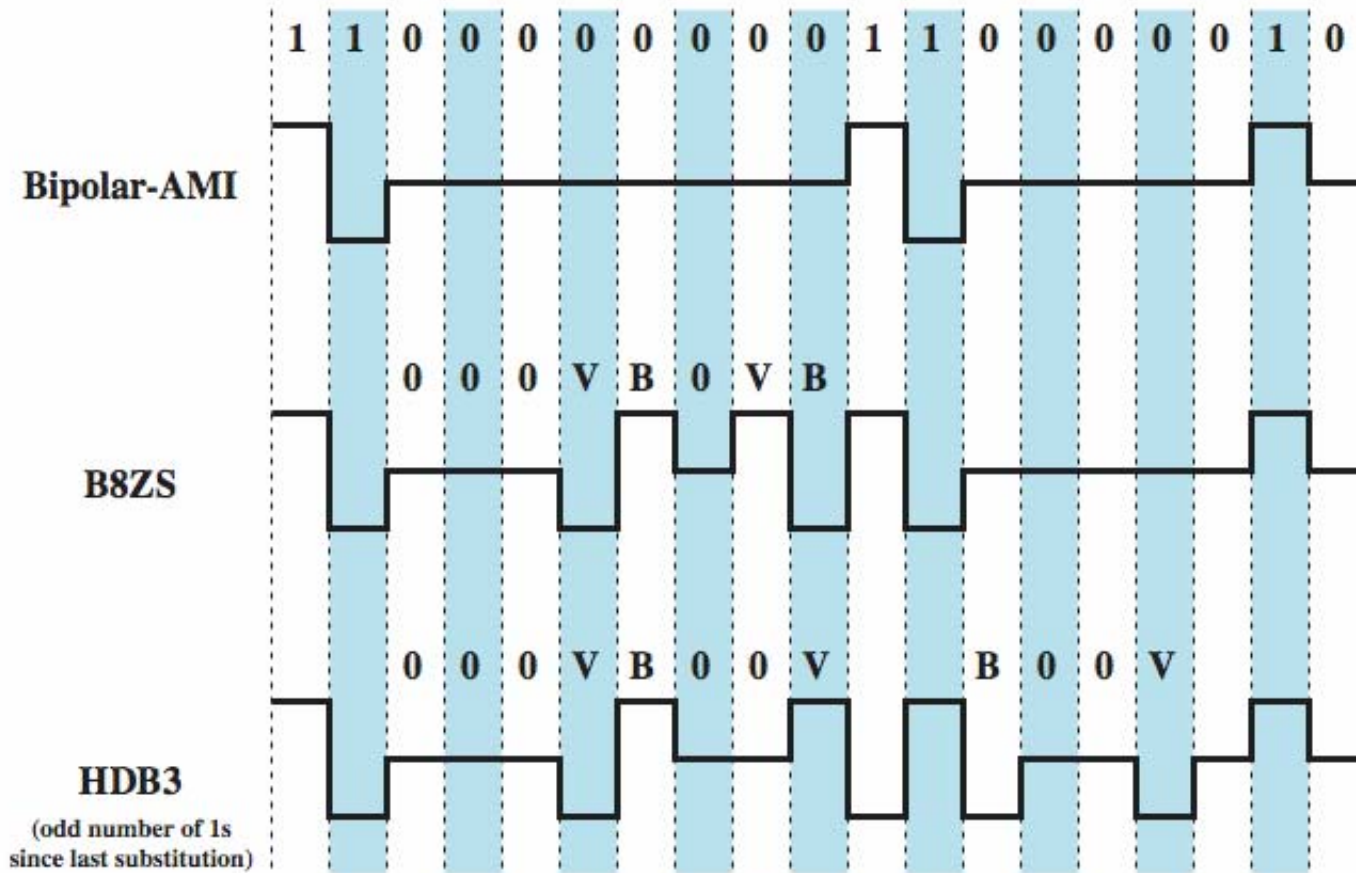 1 1 0 0 0 0 0 0 0 0 1 1 0 0 0 0 0 1 0
Bipolar-AMI
0 0 0 V B 0 V B
B8ZS
0 0 0 V B 0 0 V B 0 0 V
HDB3
(odd number of 1s
since last substitution)